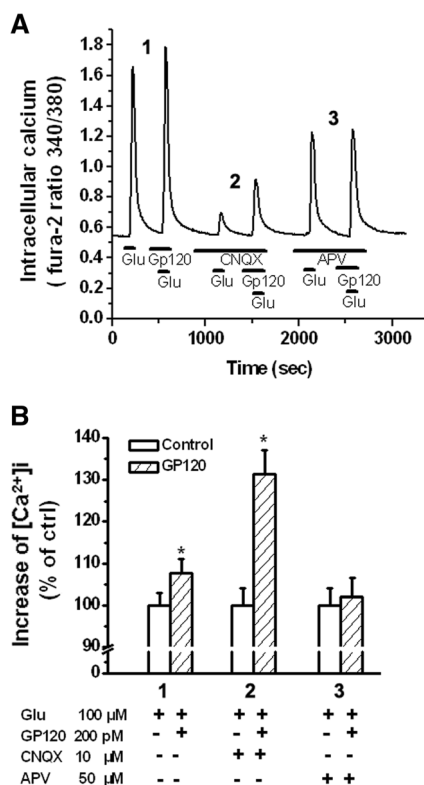 A
Intracellular calcium
( fura-2 ratio 340/380)
1.8
1.6
1.4
1.2
1.0
0.8
0.6
0.4
0.2
0.0
1
2
3
Glu Gp120 CNQX APV
Glu Glu Gp120 Glu Gp120
Glu Glu
0 1000 2000 3000
Time (sec)
B
Increase of [Ca²⁺]i
(% of ctrl)
140
130
120
110
100
90
0
Control
GP120
* * *
1 2 3
Glu 100 μM + + + + + +
GP120 200 pM - + - + - +
CNQX 10 μM - - + + - -
APV 50 μM - - - - + +